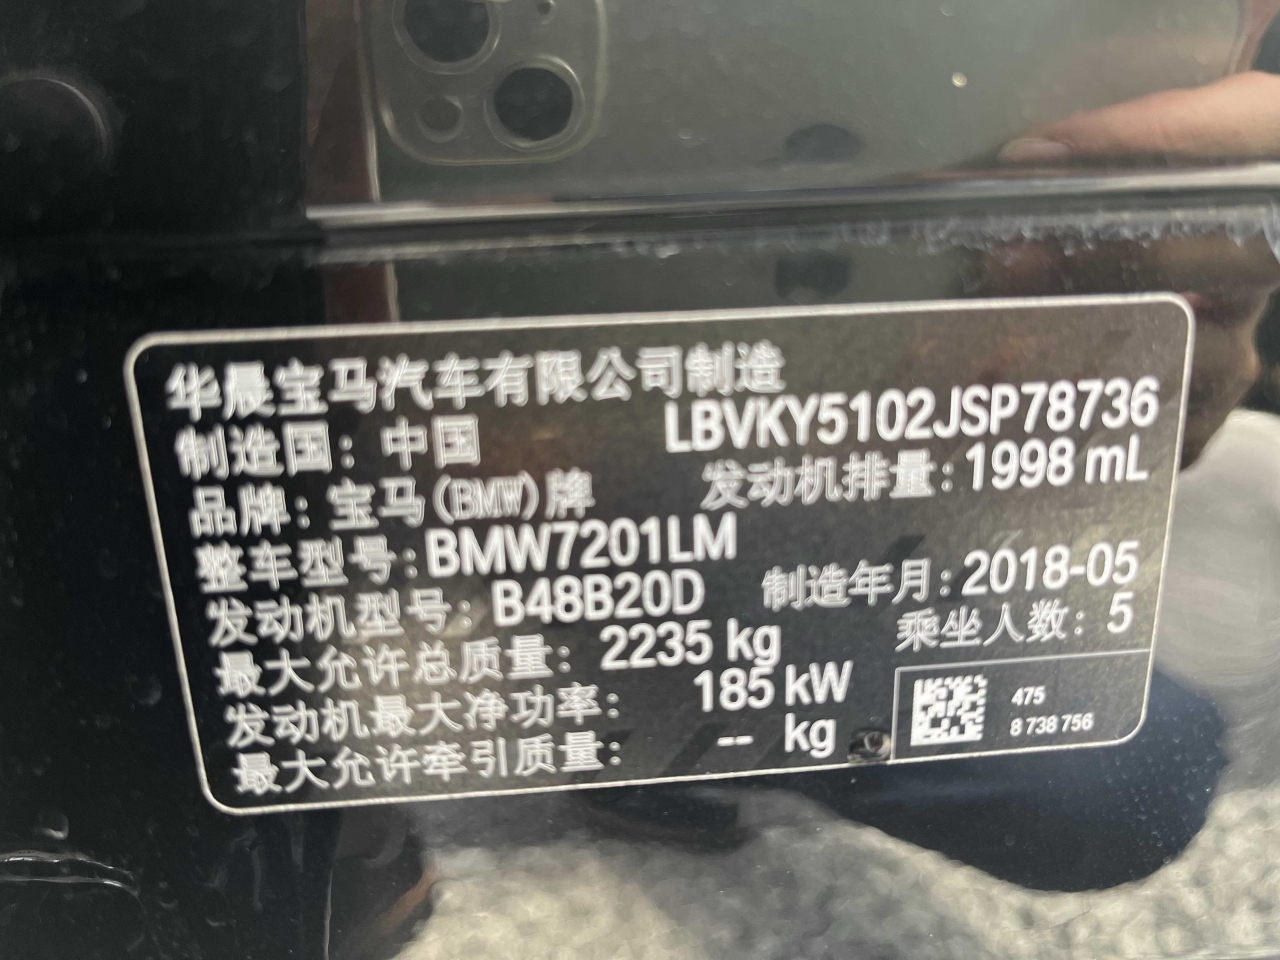 华晨宝马汽车有限公司制造
制造国：中国 LBVKY5102JSP78736
品牌：宝马(BMW)牌 发动机排量：1998 mL
整车型号：BMW7201LM
发动机型号：B48B20D 制造年月：2018-05
最大允许总质量：2235 kg 乘坐人数：5
发动机最大净功率：185 kW
最大允许牵引质量：-- kg
475
8 738 756